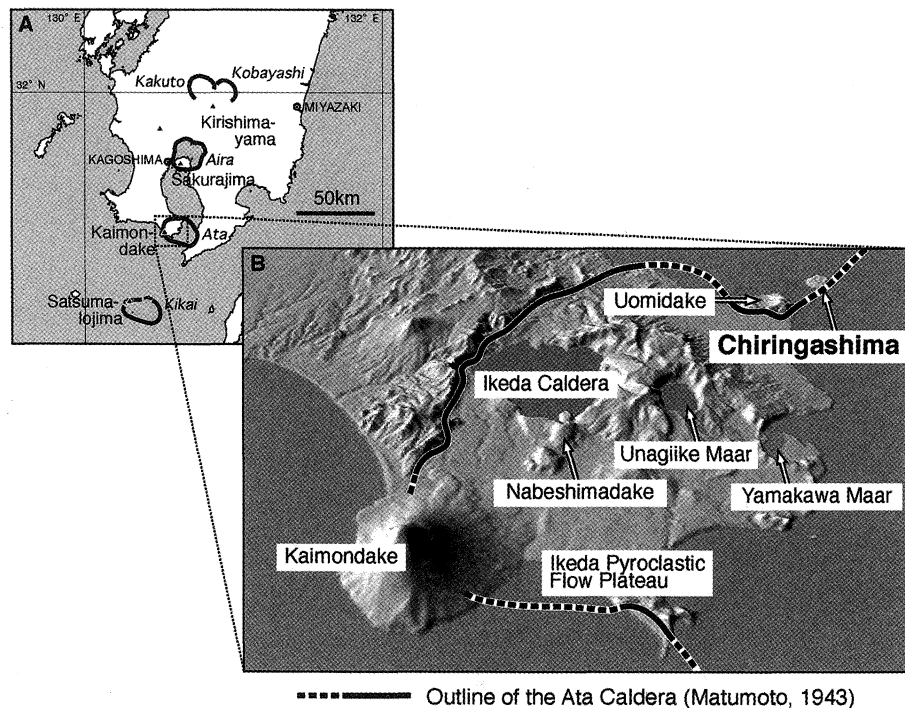 A
130° E
132° E
Kakuto
Kobayashi
32° N
MIYAZAKI
Kirishima-
yama
KAGOSHIMA
Aira
Sakurajima
50km
Kaimon-
dake
Ata
Satsuma-
Iojima
Kikai
B
Uomidake
Chiringashima
Ikeda Caldera
Unagiike Maar
Nabeshimadake
Yamakawa Maar
Kaimondake
Ikeda Pyroclastic
Flow Plateau
Outline of the Ata Caldera (Matumoto, 1943)